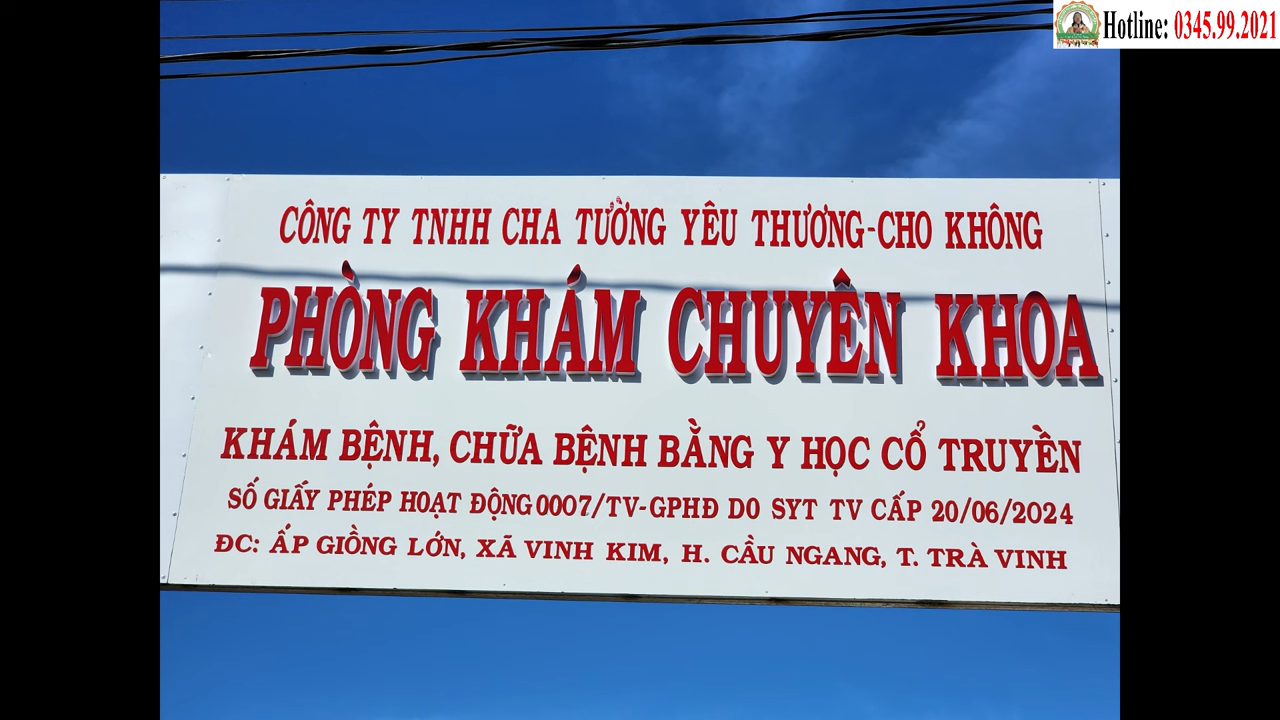 Hotline: 0345.99.2021
CÔNG TY TNHH CHA TƯỞNG YÊU THƯƠNG-CHO KHÔNG
PHÒNG KHÁM CHUYÊN KHOA
KHÁM BỆNH, CHỮA BỆNH BẰNG Y HỌC CỔ TRUYỀN
SỐ GIẤY PHÉP HOẠT ĐỘNG 0007/TV-GPHĐ DO SYT TV CẤP 20/06/2024
ĐC: ẤP GIỒNG LỚN, XÃ VINH KIM, H. CẦU NGANG, T. TRÀ VINH